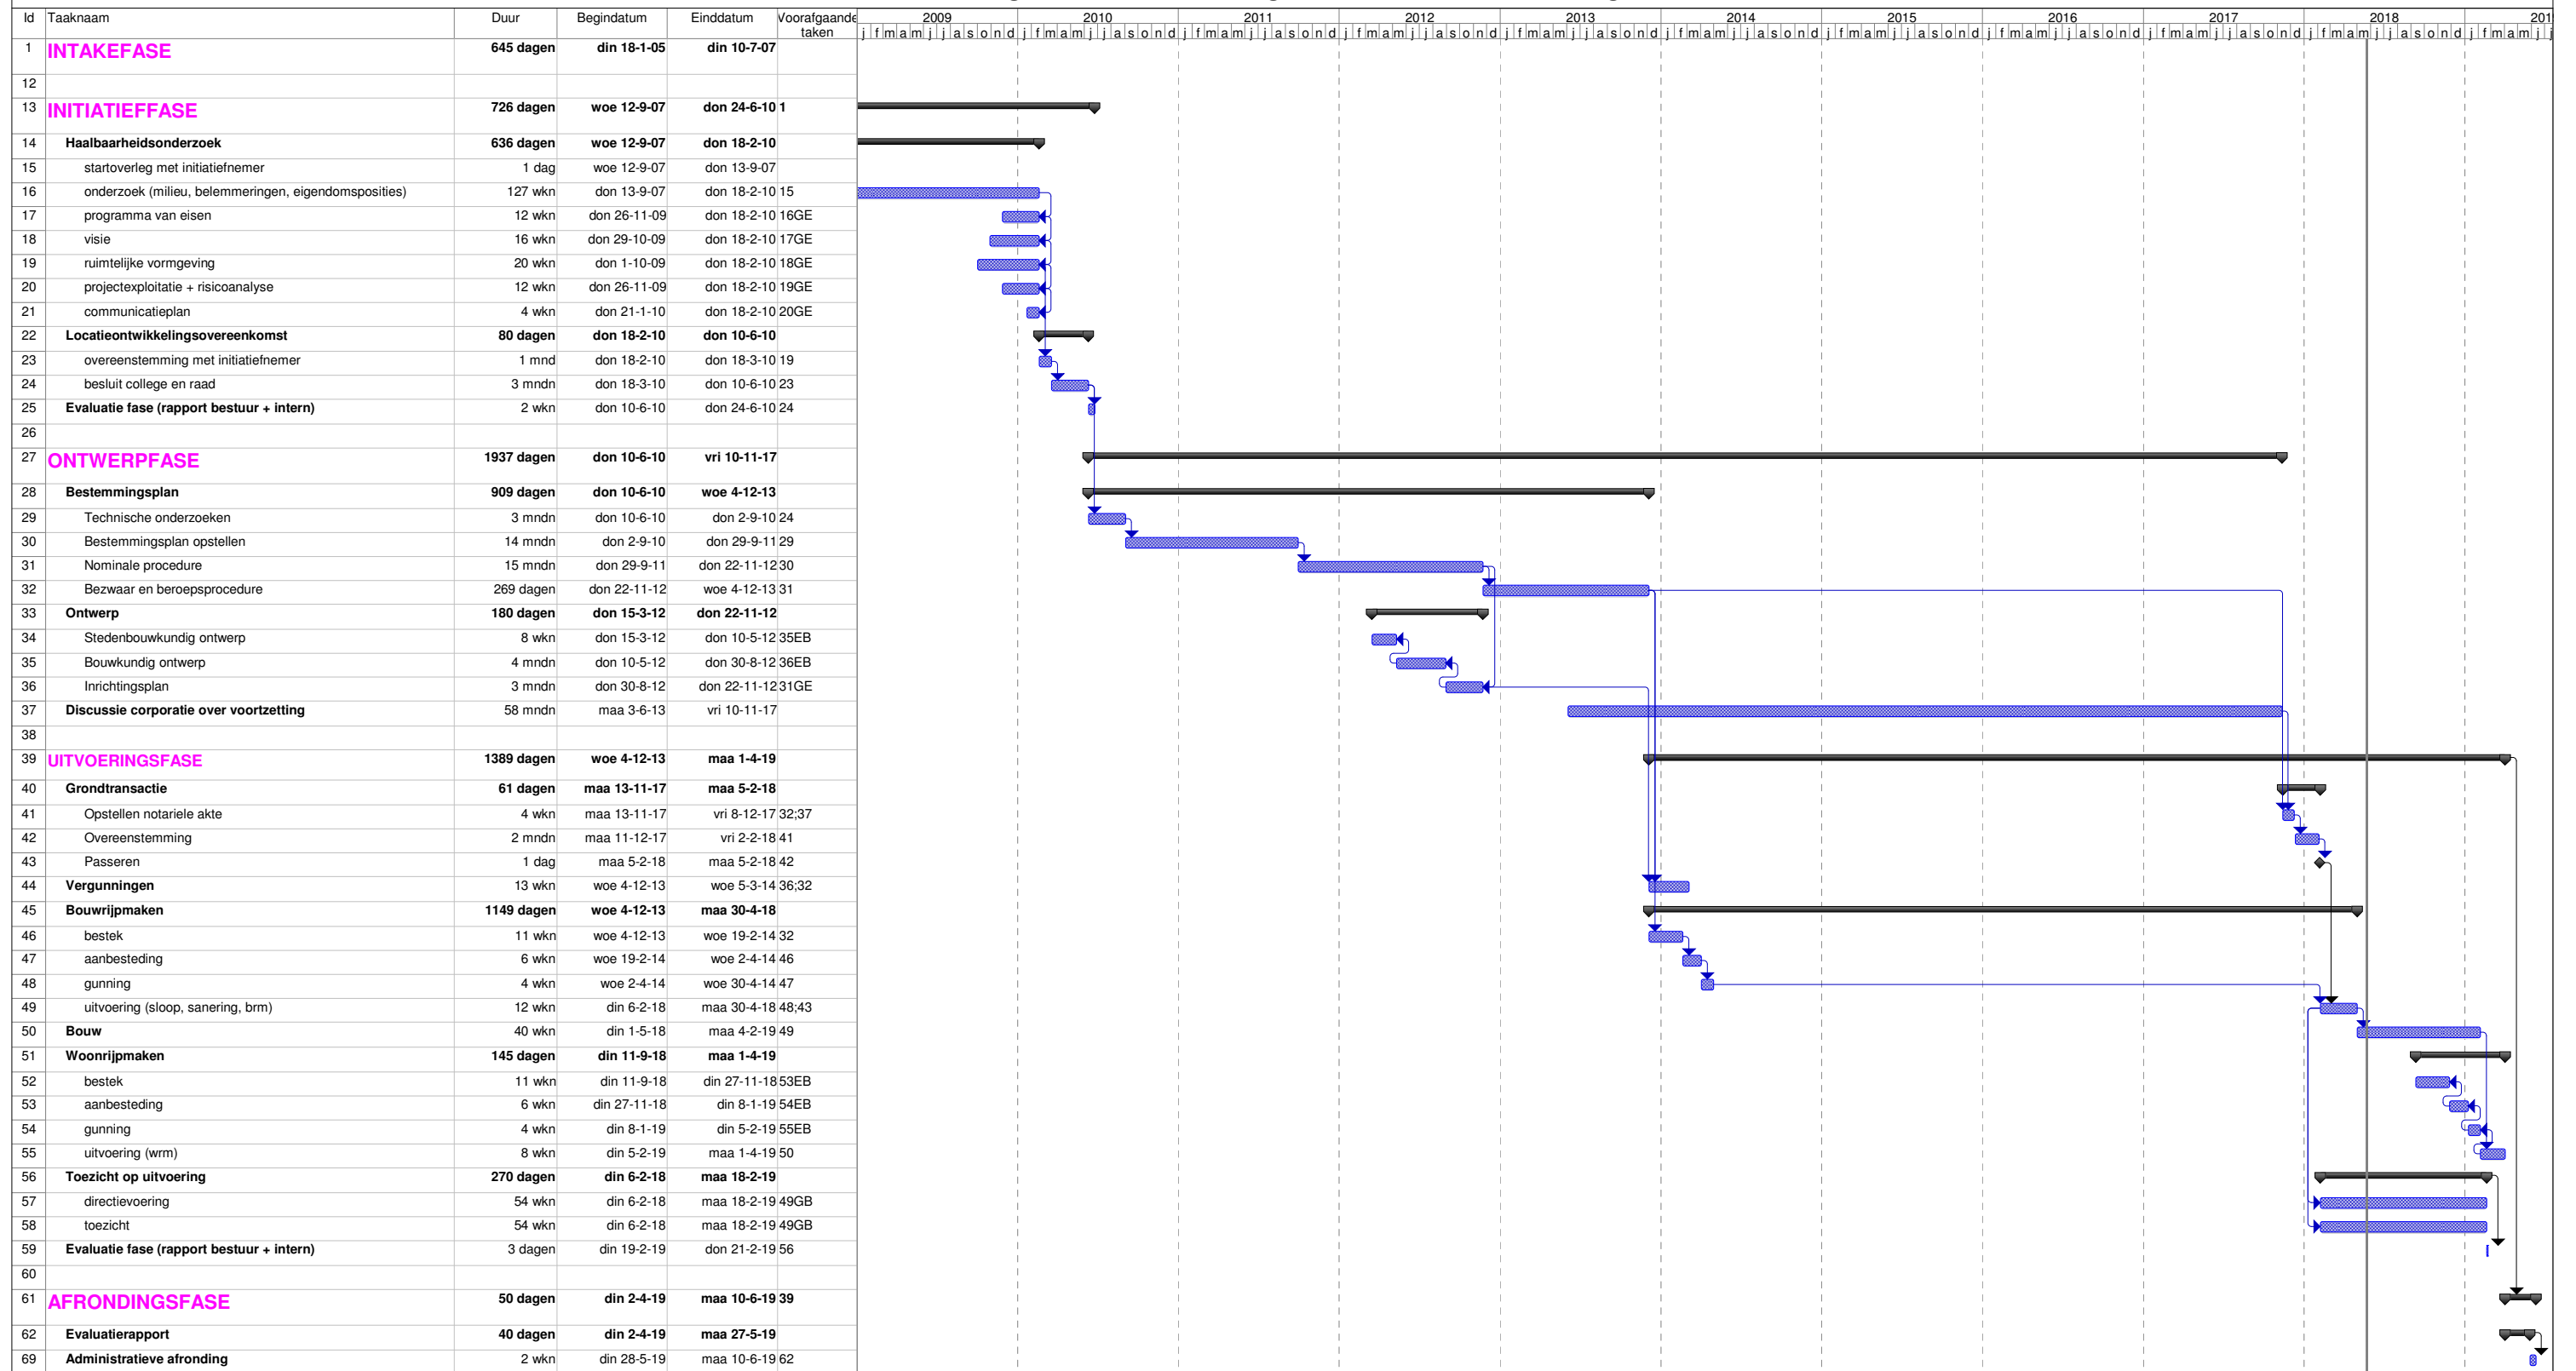 Id Taaknaam Duur Begindatum Einddatum Voorafgaande taken 2009 2010 2011 2012 2013 2014 2015 2016 2017 2018
j f m a m j j a s o n d j f m a m j j a s o n d j f m a m j j a s o n d j f m a m j j a s o n d j f m a m j j a s o n d j f m a m j j a s o n d j f m a m j j a s o n d j f m a m j j a s o n d j f m a m j j a s o n d j f m a m j j a s o n d j f m a m j j
1 INTAKEFASE 645 dagen din 18-1-05 din 10-7-07
12
13 INITIATIEFFASE 726 dagen woe 12-9-07 don 24-6-10 1
14 Haalbaarheidsonderzoek 636 dagen woe 12-9-07 don 18-2-10
15 startoverleg met initiatiefnemer 1 dag woe 12-9-07 don 13-9-07
16 onderzoek (milieu, belemmeringen, eigendomsposities) 127 wkn don 13-9-07 don 18-2-10 15
17 programma van eisen 12 wkn don 26-11-09 don 18-2-10 16GE
18 visie 16 wkn don 29-10-09 don 18-2-10 17GE
19 ruimtelijke vormgeving 20 wkn don 1-10-09 don 18-2-10 18GE
20 projectexploitatie + risicoanalyse 12 wkn don 26-11-09 don 18-2-10 19GE
21 communicatieplan 4 wkn don 21-1-10 don 18-2-10 20GE
22 Locatieontwikkelingsovereenkomst 80 dagen don 18-2-10 don 10-6-10
23 overeenstemming met initiatiefnemer 1 mnd don 18-2-10 don 18-3-10 19
24 besluit college en raad 3 mndn don 18-3-10 don 10-6-10 23
25 Evaluatie fase (rapport bestuur + intern) 2 wkn don 10-6-10 don 24-6-10 24
26
27 ONTWERPFASE 1937 dagen don 10-6-10 vri 10-11-17
28 Bestemmingsplan 909 dagen don 10-6-10 woe 4-12-13
29 Technische onderzoeken 3 mndn don 10-6-10 don 2-9-10 24
30 Bestemmingsplan opstellen 14 mndn don 2-9-10 don 29-9-11 29
31 Nominale procedure 15 mndn don 29-9-11 don 22-11-12 30
32 Bezwaar en beroepsprocedure 269 dagen don 22-11-12 woe 4-12-13 31
33 Ontwerp 180 dagen don 15-3-12 don 22-11-12
34 Stedenbouwkundig ontwerp 8 wkn don 15-3-12 don 10-5-12 35EB
35 Bouwkundig ontwerp 4 mndn don 10-5-12 don 30-8-12 36EB
36 Inrichtingsplan 3 mndn don 30-8-12 don 22-11-12 31GE
37 Discussie corporatie over voortzetting 58 mndn maa 3-6-13 vri 10-11-17
38
39 UITVOERINGSFASE 1389 dagen woe 4-12-13 maa 1-4-19
40 Grondtransactie 61 dagen maa 13-11-17 maa 5-2-18
41 Opstellen notariele akte 4 wkn maa 13-11-17 vri 8-12-17 32;37
42 Overeenstemming 2 mndn maa 11-12-17 vri 2-2-18 41
43 Passeren 1 dag maa 5-2-18 maa 5-2-18 42
44 Vergunningen 13 wkn woe 4-12-13 woe 5-3-14 36;32
45 Bouwrijpmaken 1149 dagen woe 4-12-13 maa 30-4-18
46 bestek 11 wkn woe 4-12-13 woe 19-2-14 32
47 aanbesteding 6 wkn woe 19-2-14 woe 2-4-14 46
48 gunning 4 wkn woe 2-4-14 woe 30-4-14 47
49 uitvoering (sloop, sanering, brm) 12 wkn din 6-2-18 maa 30-4-18 48;43
50 Bouw 40 wkn din 1-5-18 maa 4-2-19 49
51 Woonrijpmaken 145 dagen din 11-9-18 maa 1-4-19
52 bestek 11 wkn din 11-9-18 din 27-11-18 53EB
53 aanbesteding 6 wkn din 27-11-18 din 8-1-19 54EB
54 gunning 4 wkn din 8-1-19 din 5-2-19 55EB
55 uitvoering (wrm) 8 wkn din 5-2-19 maa 1-4-19 50
56 Toezicht op uitvoering 270 dagen din 6-2-18 maa 18-2-19
57 directievoering 54 wkn din 6-2-18 maa 18-2-19 49GB
58 toezicht 54 wkn din 6-2-18 maa 18-2-19 49GB
59 Evaluatie fase (rapport bestuur + intern) 3 dagen din 19-2-19 don 21-2-19 56
60
61 AFRONDINGSFASE 50 dagen din 2-4-19 maa 10-6-19 39
62 Evaluatierapport 40 dagen din 2-4-19 maa 27-5-19
69 Administratieve afronding 2 wkn din 28-5-19 maa 10-6-19 62